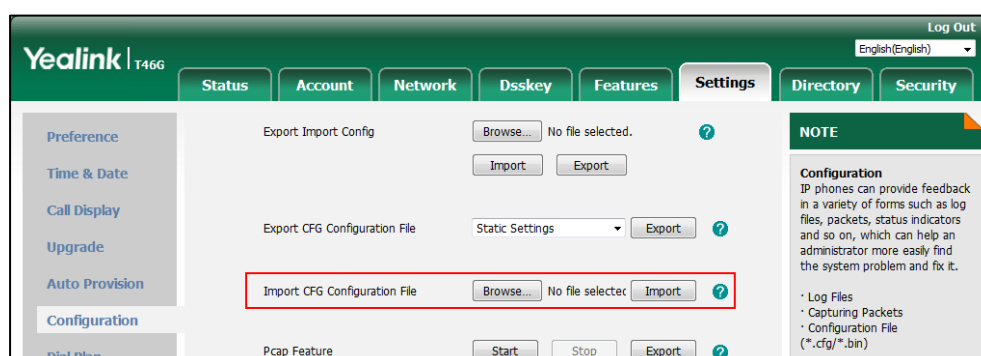 Log Out
Yealink | T46G
English(English)
Status Account Network Dsskey Features Settings Directory Security
Preference
Time & Date
Call Display
Upgrade
Auto Provision
Configuration
Dial Plan
Export Import Config Browse... No file selected. ?
Import Export
Export CFG Configuration File Static Settings Export ?
Import CFG Configuration File Browse... No file selected Import ?
Pcap Feature Start Stop Export ?
NOTE
Configuration
IP phones can provide feedback
in a variety of forms such as log
files, packets, status indicators
and so on, which can help an
administrator more easily find
the system problem and fix it.
· Log Files
· Capturing Packets
· Configuration File
(*.cfg/*.bin)